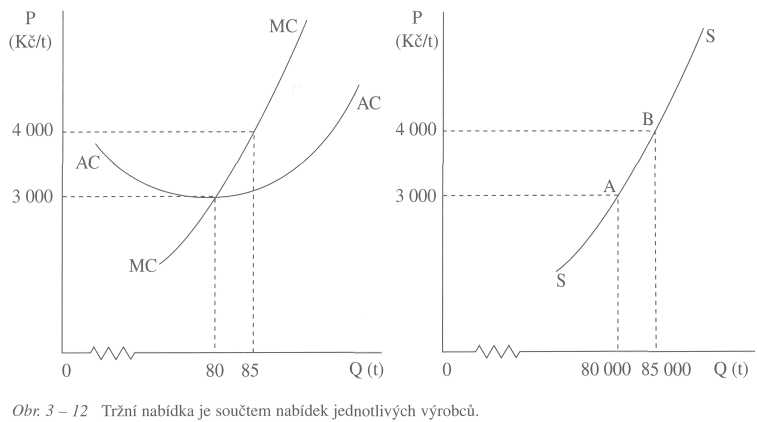 P
(Kč/t)
MC
AC
4 000
AC
3 000
MC
0
80
85
Q (t)
P
(Kč/t)
S
B
4 000
A
3 000
S
0
80 000
85 000
Q (t)
Obr. 3 – 12 Tržní nabídka je součtem nabídek jednotlivých výrobců.